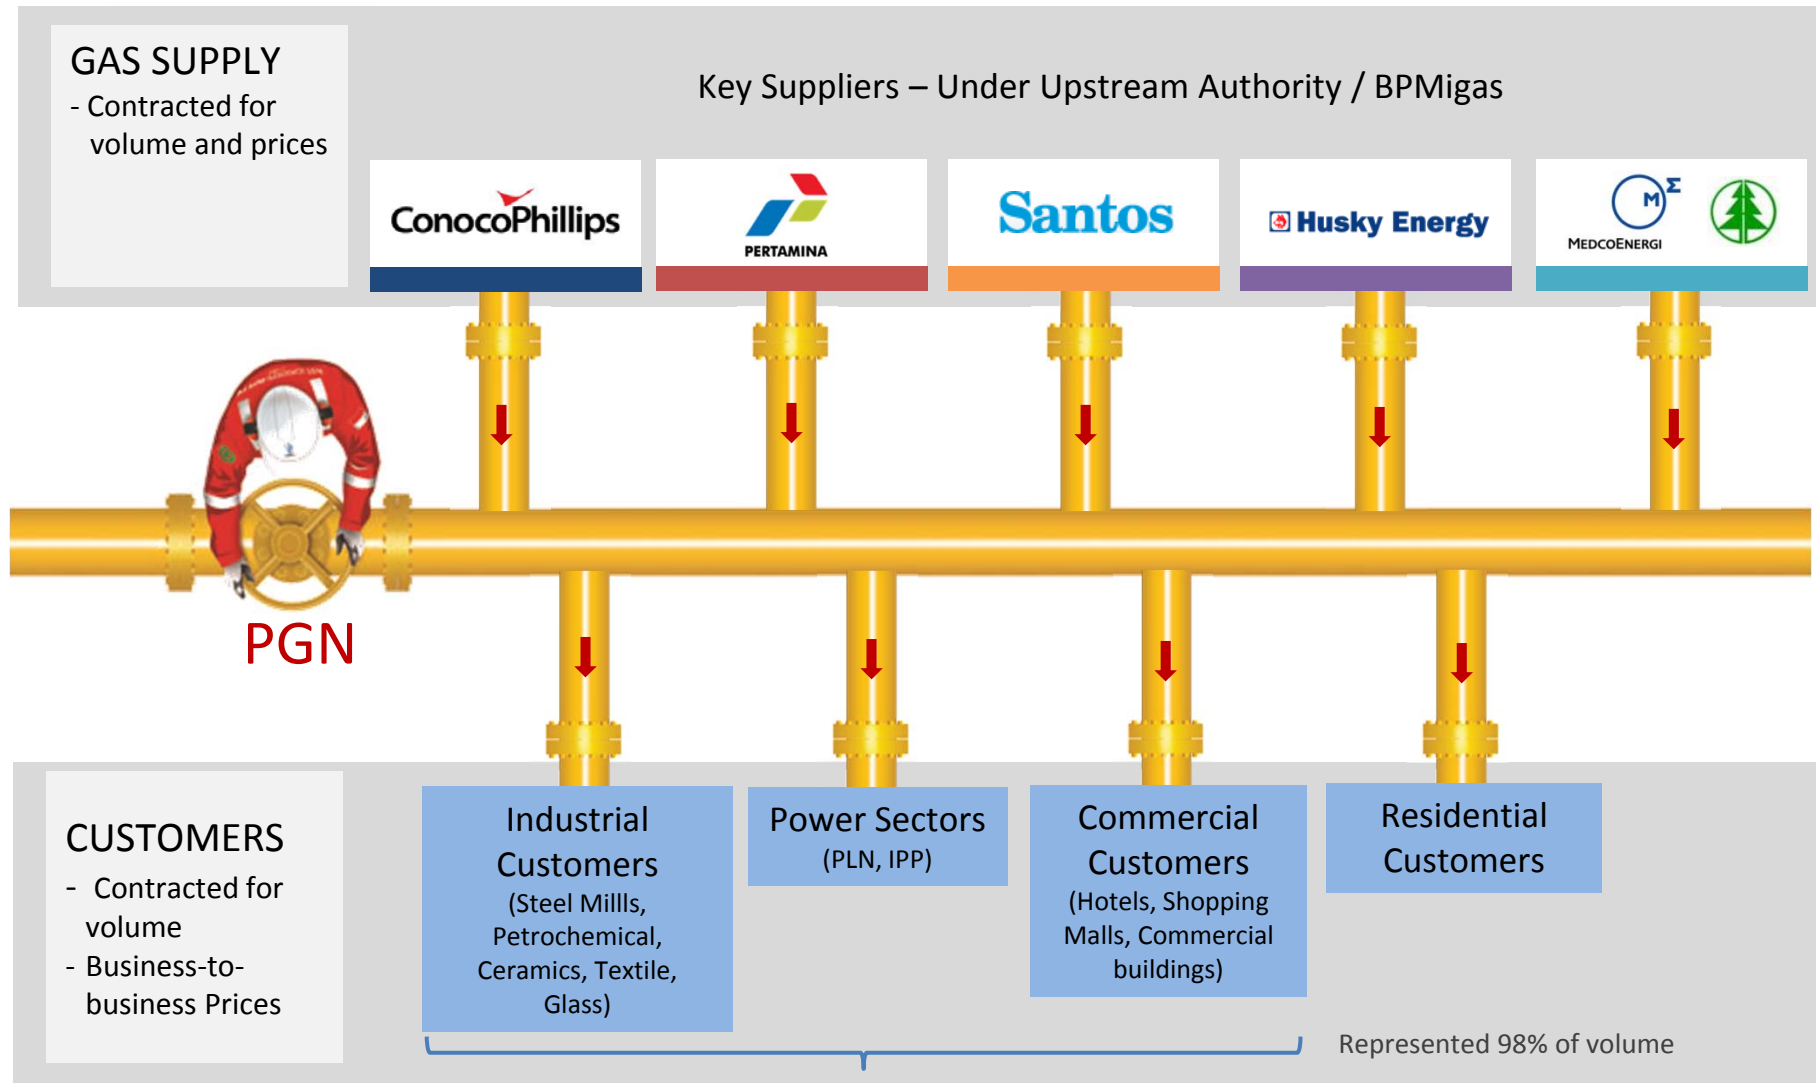 GAS SUPPLY
- Contracted for
volume and prices
Key Suppliers – Under Upstream Authority / BPMigas
ConocoPhillips
PERTAMINA
Santos
Husky Energy
MEDCOENERGI
PGN
CUSTOMERS
- Contracted for
volume
- Business-to-
business Prices
Industrial
Customers
(Steel Millls,
Petrochemical,
Ceramics, Textile,
Glass)
Power Sectors
(PLN, IPP)
Commercial
Customers
(Hotels, Shopping
Malls, Commercial
buildings)
Residential
Customers
Represented 98% of volume